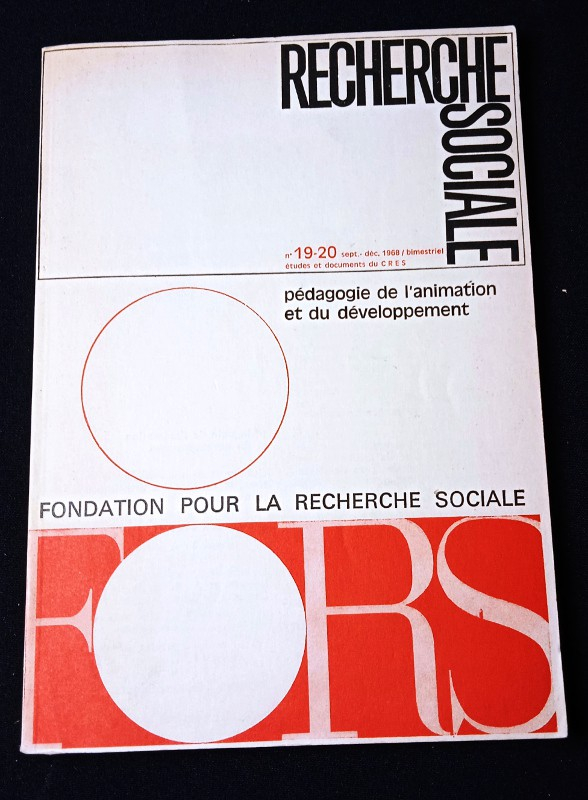 RECHERCHE
SOCIALE
n° 19-20 sept.- déc. 1968 / bimestriel
études et documents du C R E S
pédagogie de l'animation
et du développement
FONDATION POUR LA RECHERCHE SOCIALE
FORS